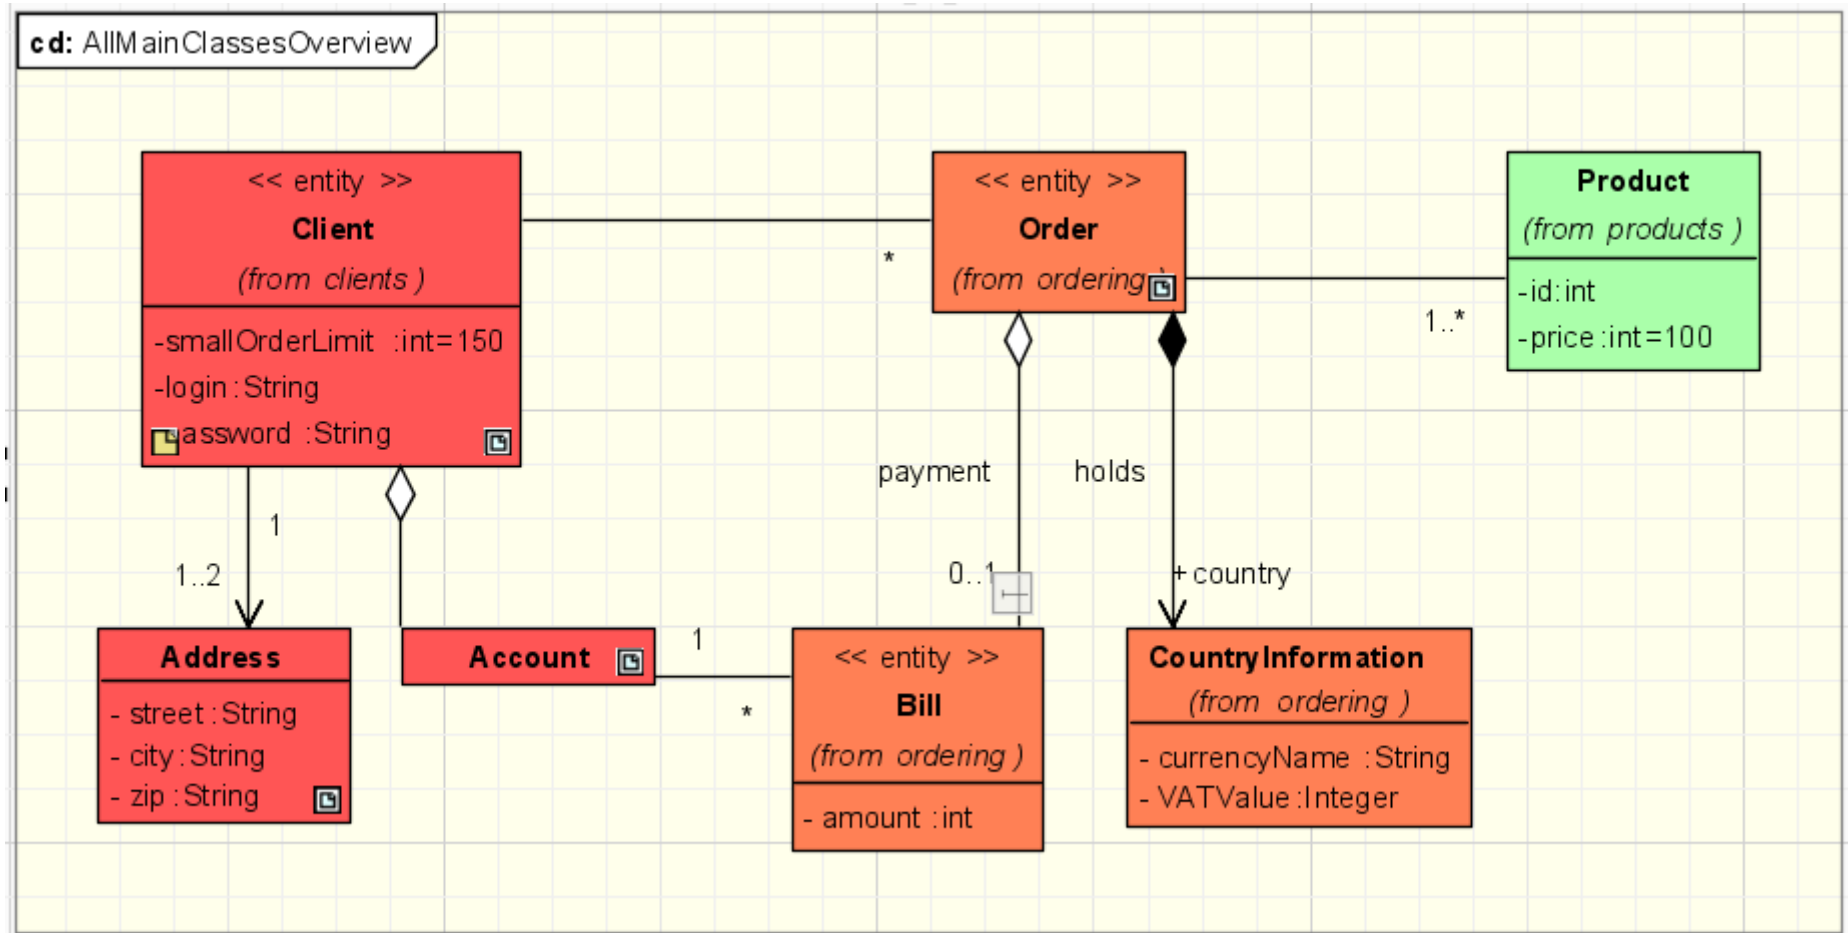 cd: AllMainClassesOverview
<< entity >>
Client
(from clients )
-smallOrderLimit :int=150
-login:String
assword :String
<< entity >>
Order
(from ordering
Product
(from products )
-id:int
-price:int=100
*
1..*
payment
holds
1
1..2
0..1
+ country
Address
- street :String
- city :String
- zip :String
Account
1
*
<< entity >>
Bill
(from ordering )
- amount :int
CountryInformation
(from ordering )
- currencyName :String
- VATValue:Integer